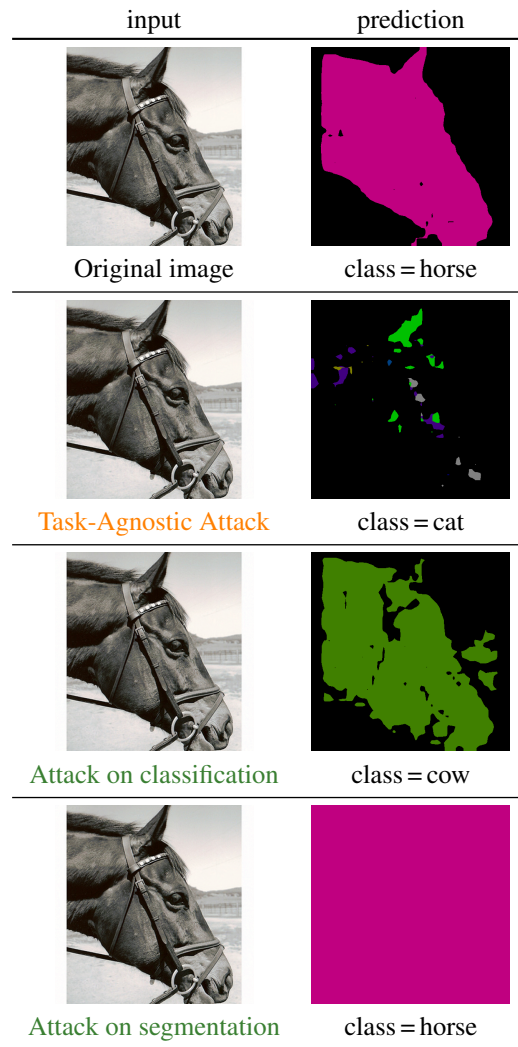 input prediction
Original image class = horse
Task-Agnostic Attack class = cat
Attack on classification class = cow
Attack on segmentation class = horse